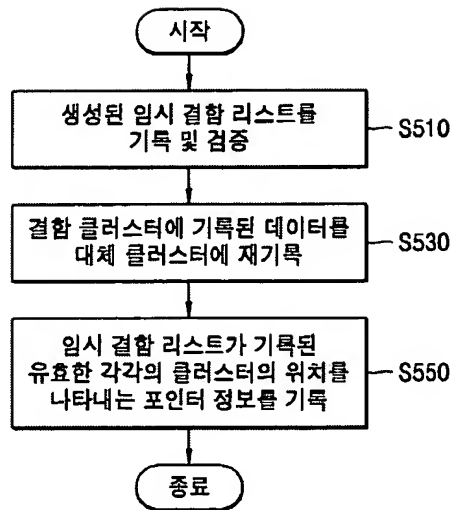 시작
생성된 임시 결함 리스트를
기록 및 검증
S510
결함 클러스터에 기록된 데이터를
대체 클러스터에 재기록
S530
임시 결함 리스트가 기록된
유효한 각각의 클러스터의 위치를
나타내는 포인터 정보를 기록
S550
종료